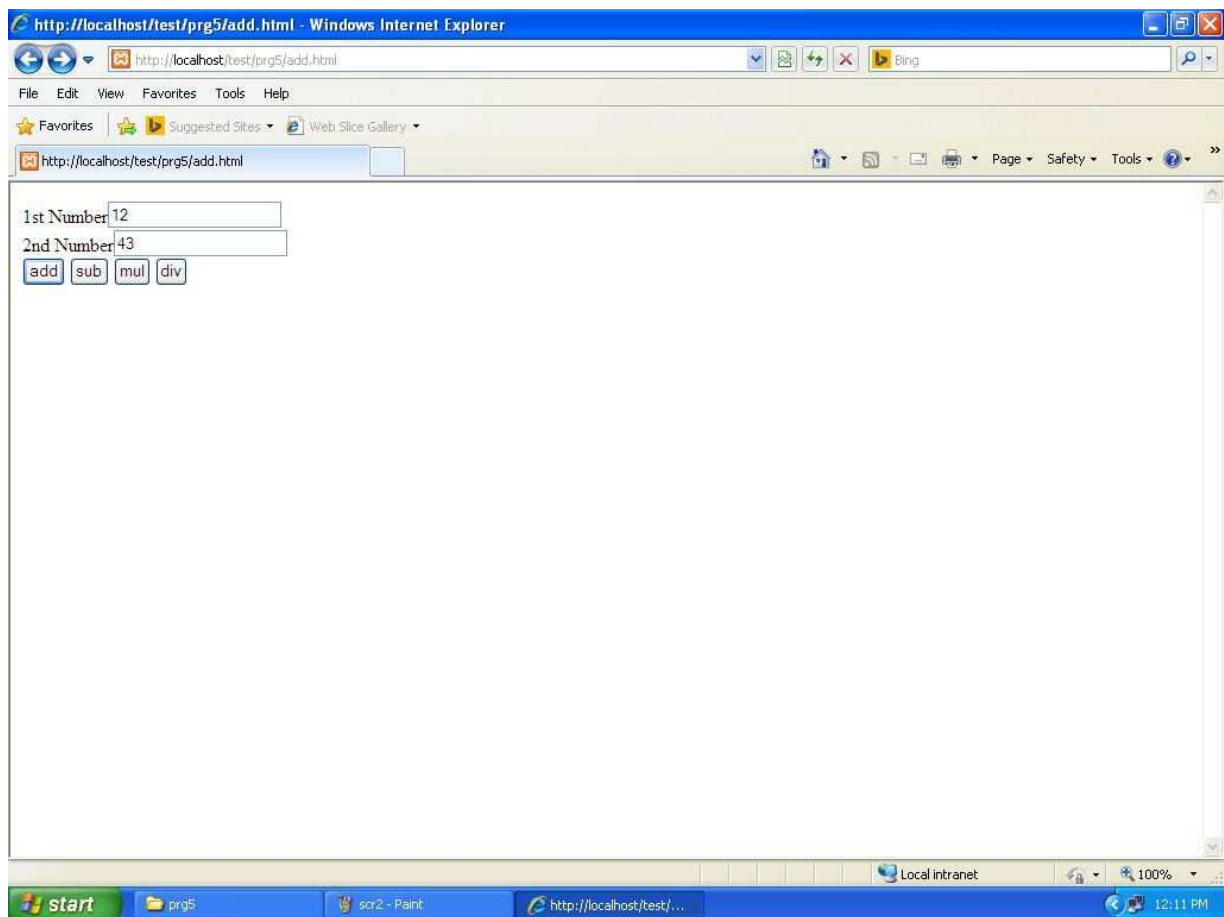 http://localhost/test/prg5/add.html - Windows Internet Explorer
http://localhost/test/prg5/add.html
Bing
File Edit View Favorites Tools Help
Favorites Suggested Sites Web Slice Gallery
http://localhost/test/prg5/add.html
Page Safety Tools »
1st Number 12
2nd Number 43
add sub mul div
Local intranet 100%
start prg5 scr2 - Paint http://localhost/test/... 12:11 PM